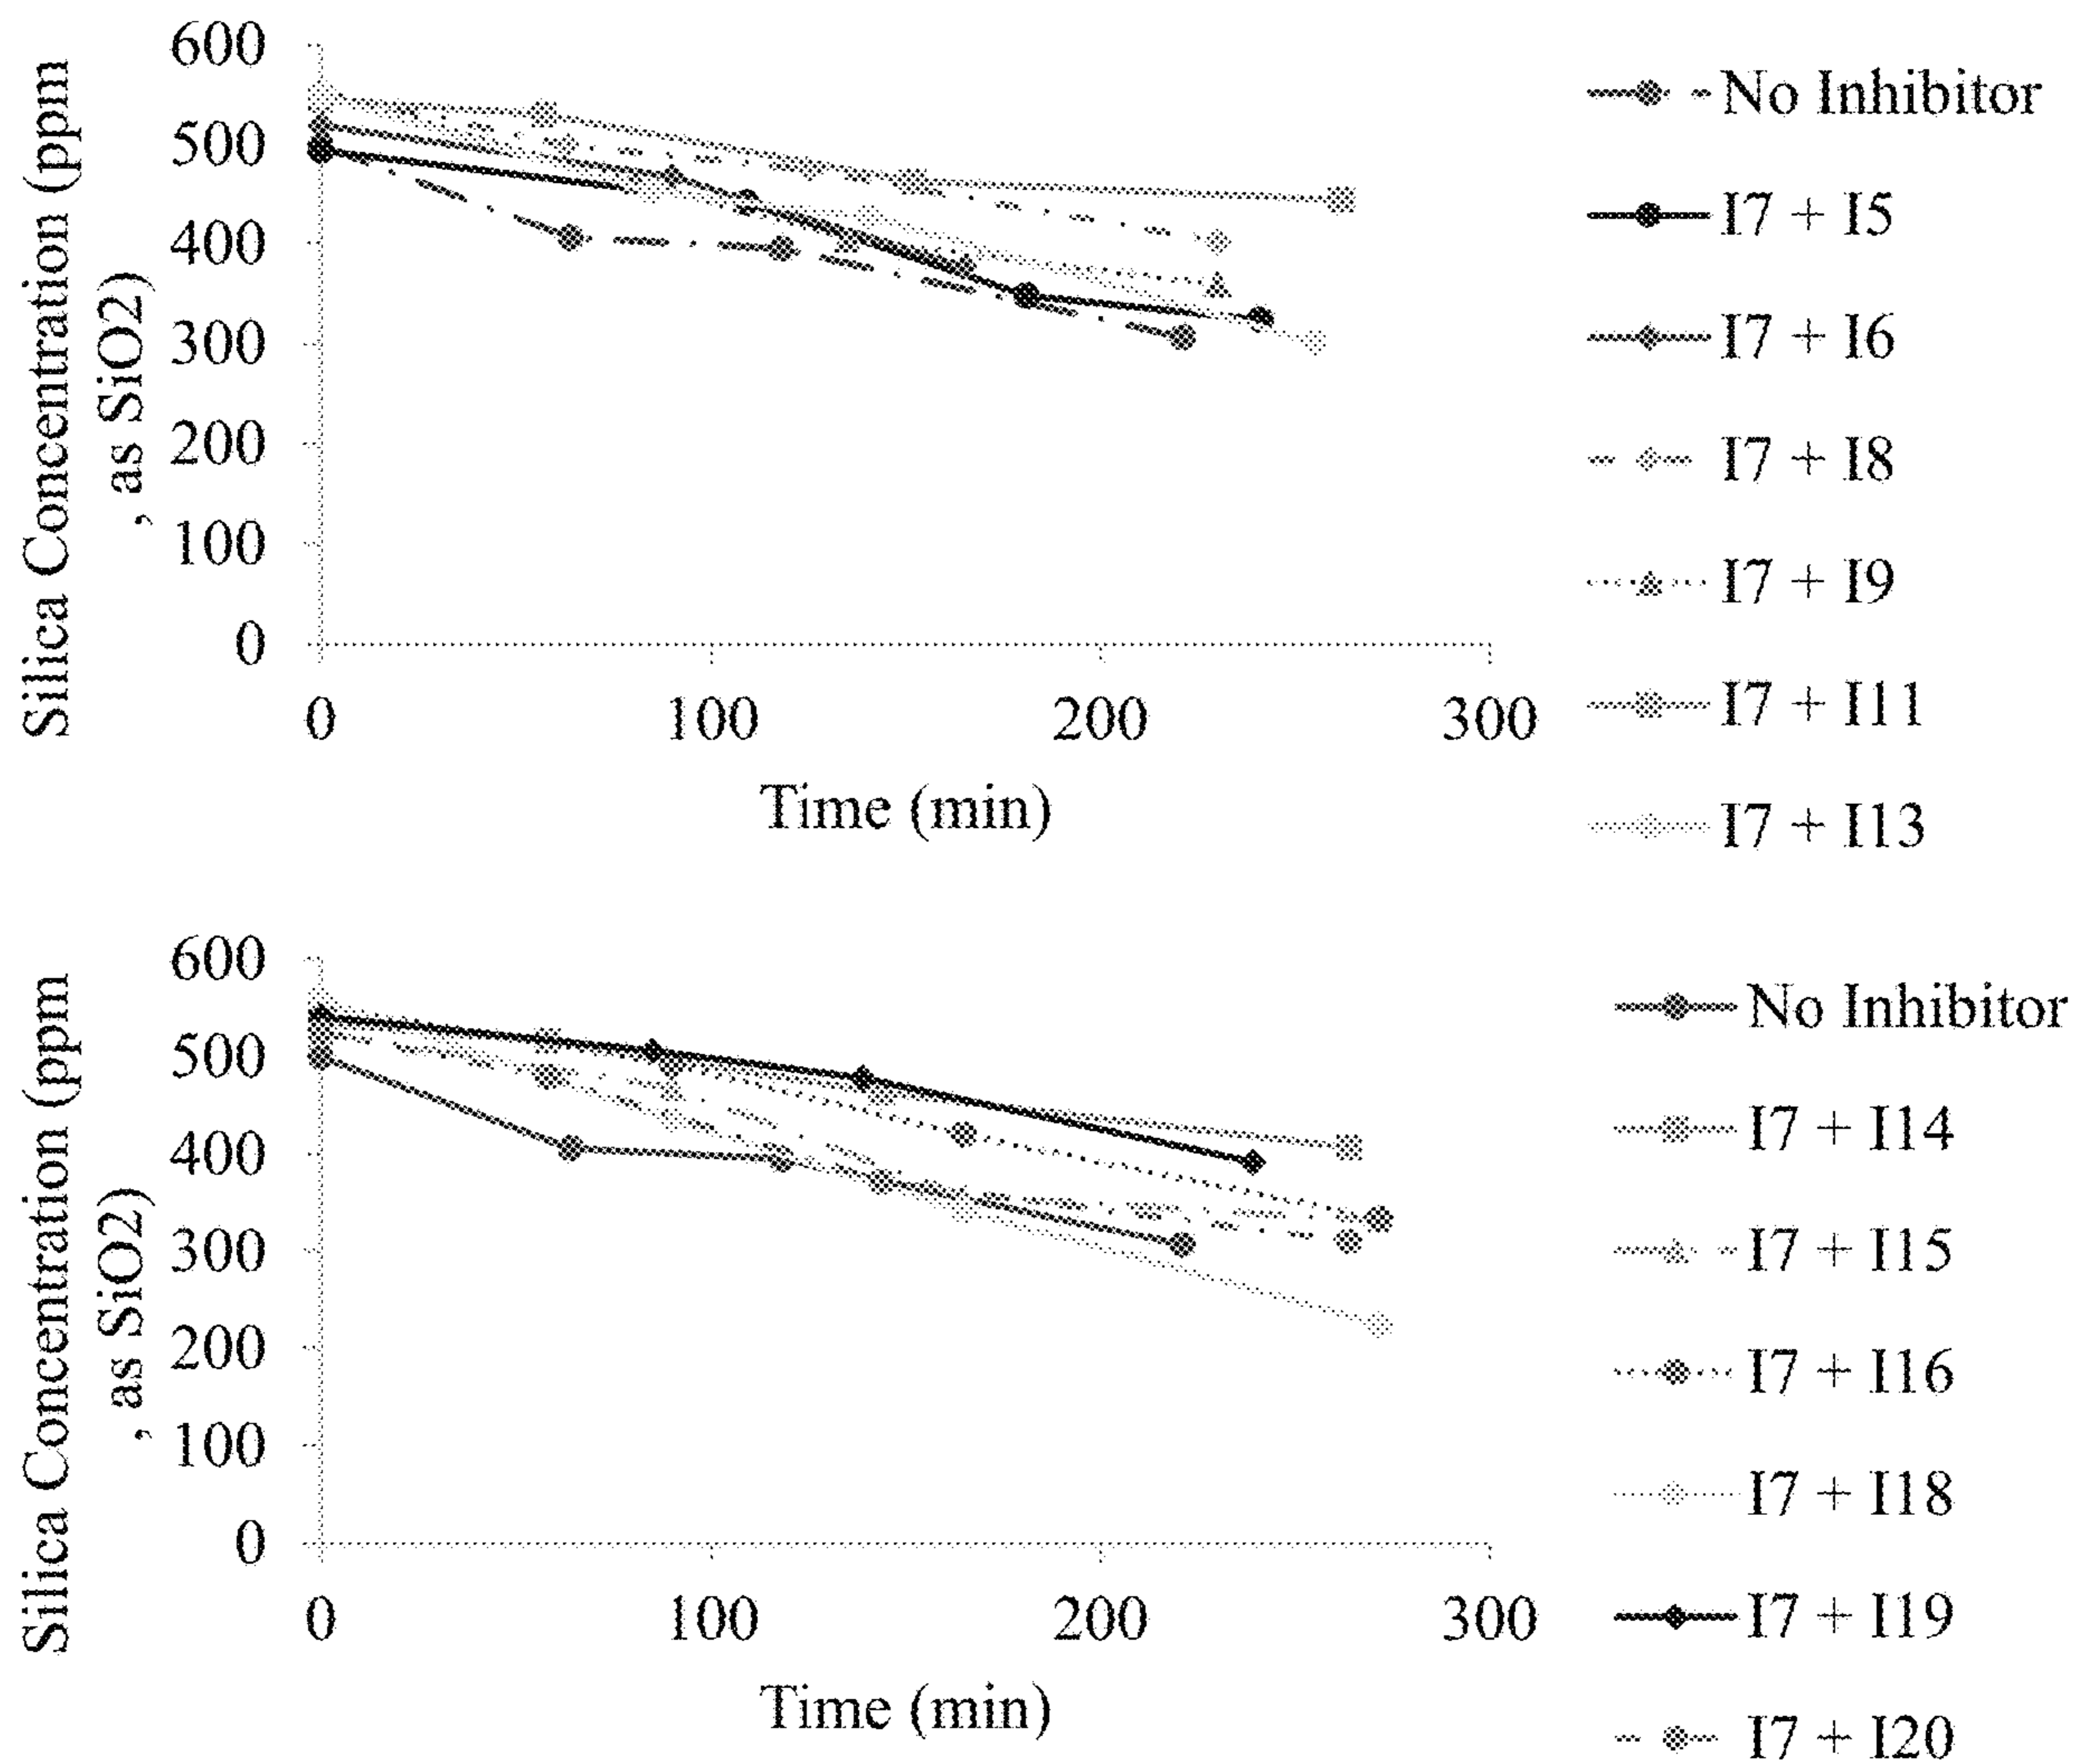 Silica Concentration (ppm
, as SiO2)
600
500
400
300
200
100
0
0 100 200 300
Time (min)
No Inhibitor
I7 + I5
I7 + I6
I7 + I8
I7 + I9
I7 + I11
I7 + I13
Silica Concentration (ppm
, as SiO2)
600
500
400
300
200
100
0
0 100 200 300
Time (min)
No Inhibitor
I7 + I14
I7 + I15
I7 + I16
I7 + I18
I7 + I19
I7 + I20